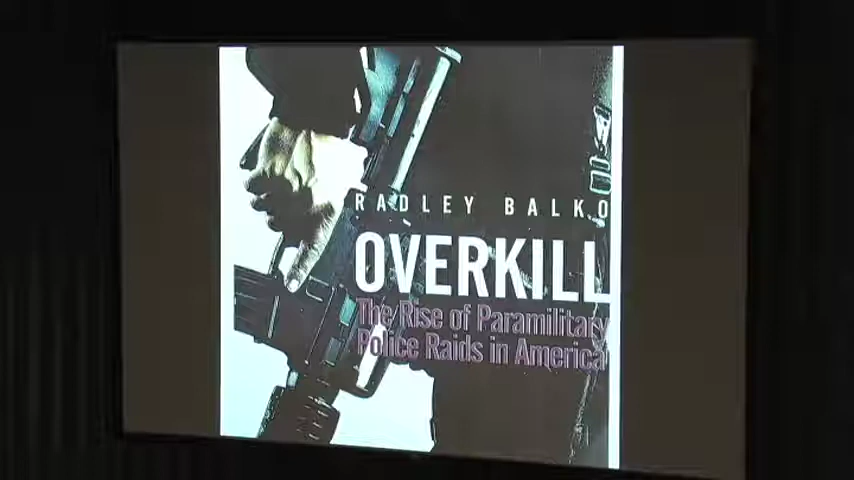 RADLEY BALKO
OVERKILL
The Rise of Paramilitary
Police Raids in America